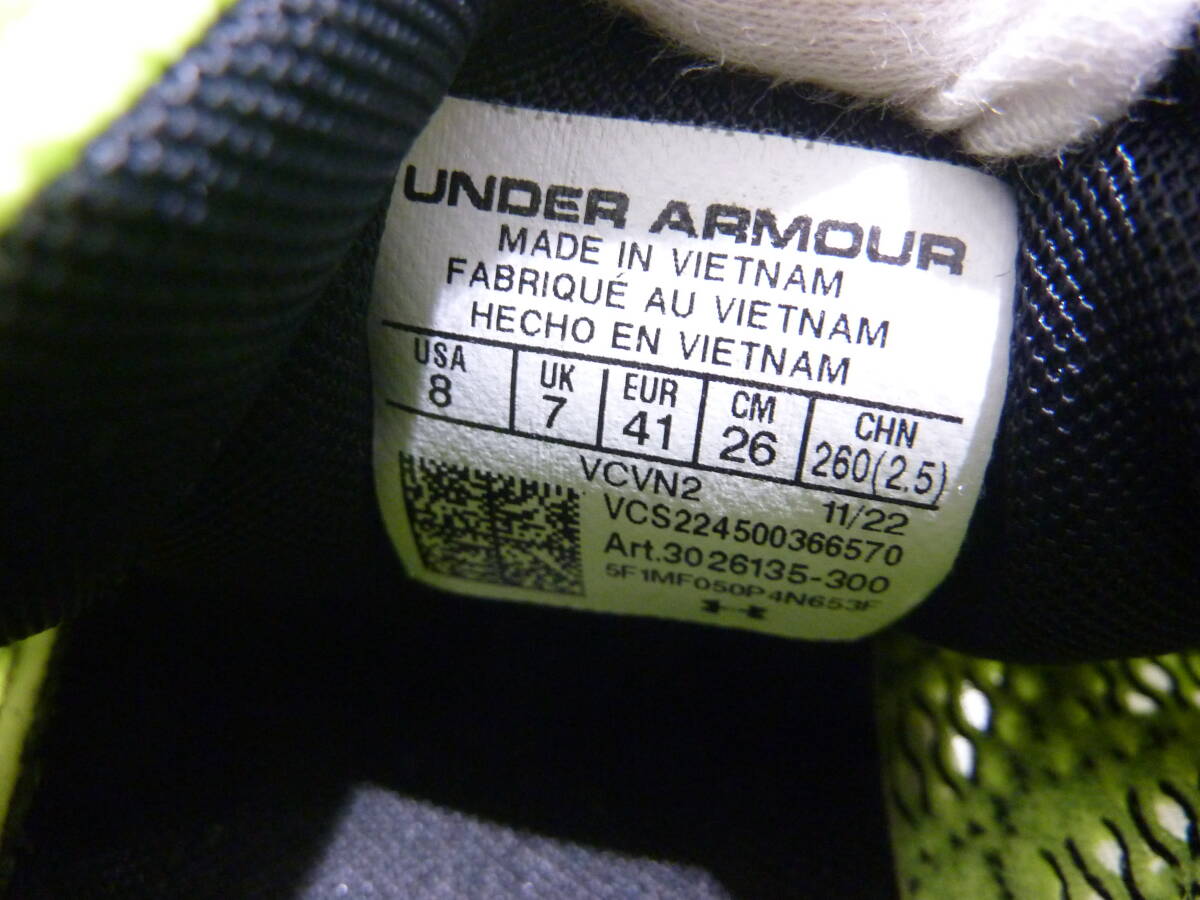 UNDER ARMOUR
MADE IN VIETNAM
FABRIQUÉ AU VIETNAM
HECHO EN VIETNAM
USA UK EUR CM CHN
8 7 41 26 260(2.5)
VCVN2 11/22
VCS224500366570
Art.3026135-300
5F1MF050P4N653F